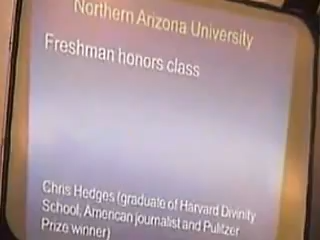 Northern Arizona University
Freshman honors class
Chris Hedges (graduate of Harvard Divinity
School, American journalist and Pulitzer
Prize winner)